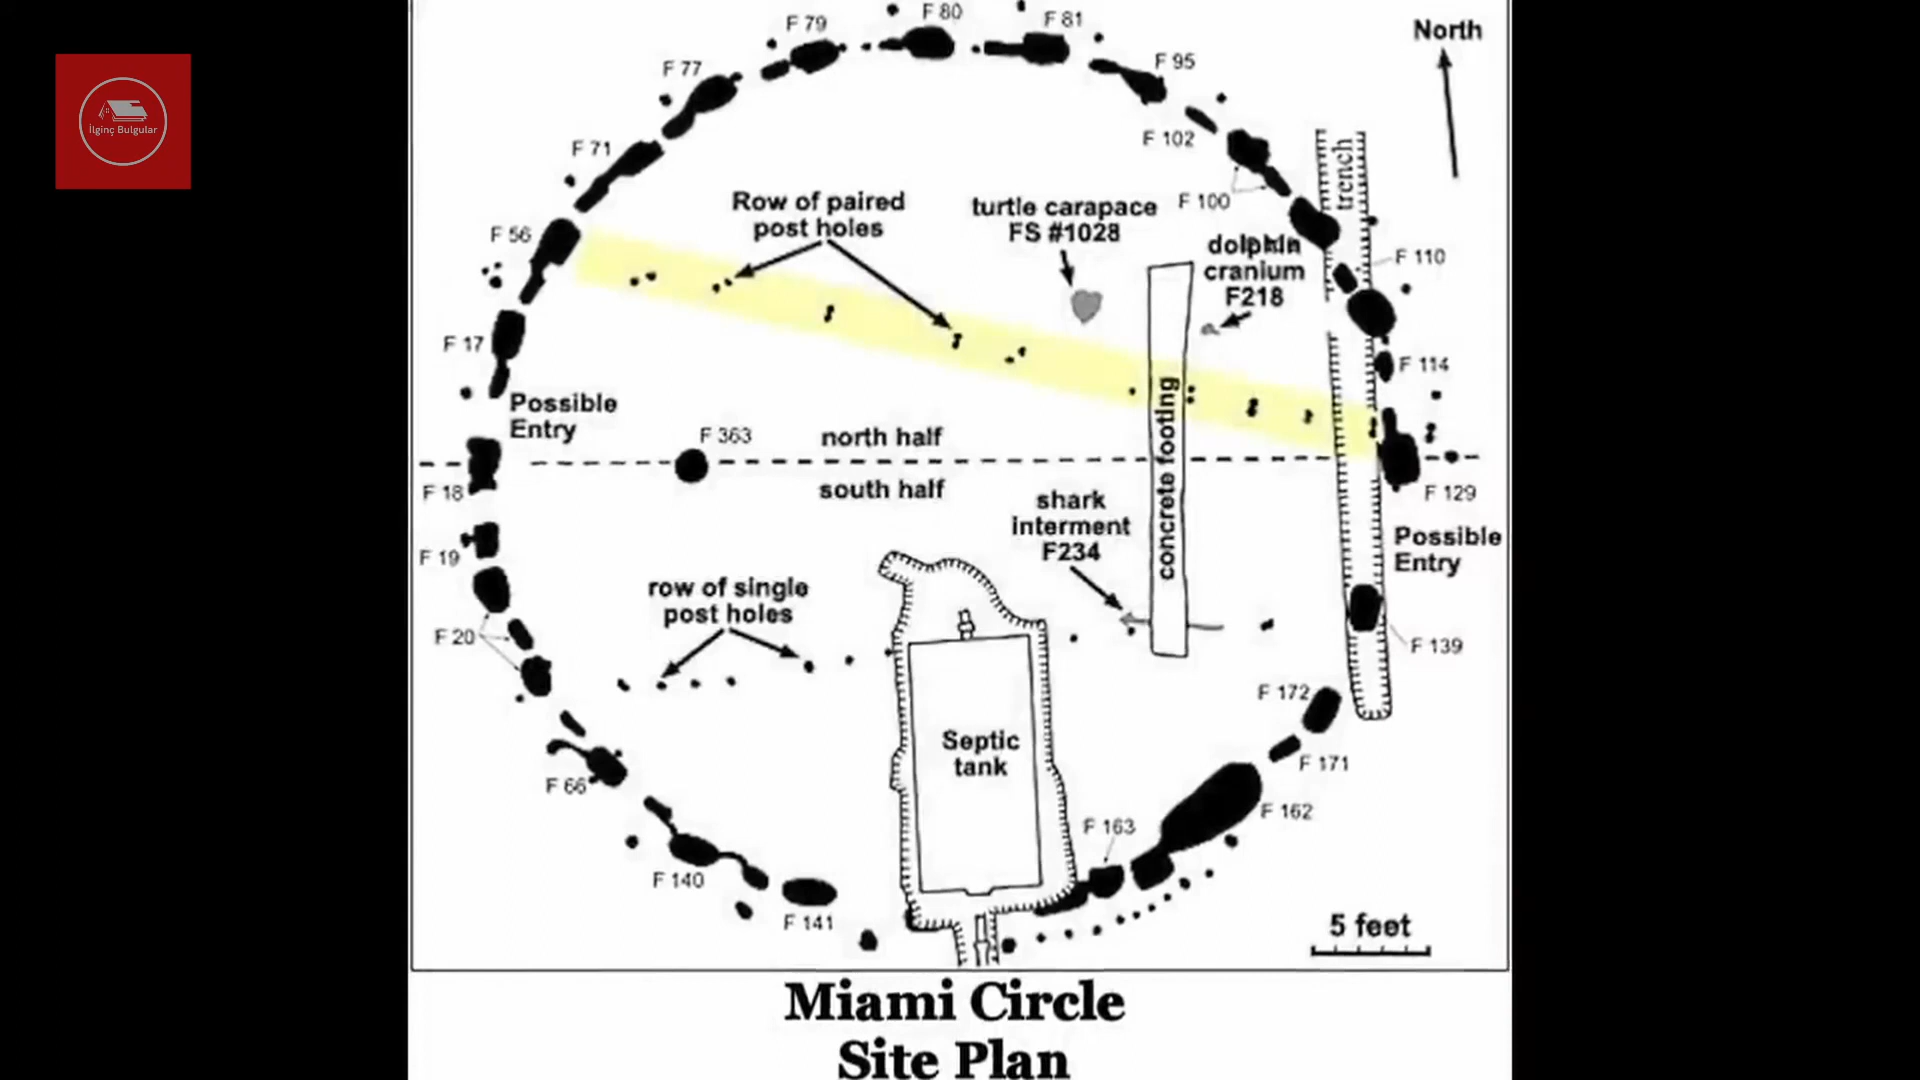 F 79
F 80
F 81
North
F 77
F 95
İlginç Bulgular
F 71
F 102
trench
Row of paired
post holes
turtle carapace
FS #1028
F 100
F 56
dolphin
cranium
F218
F 110
F 17
F 114
Possible
Entry
concrete footing
F 363
north half
south half
F 18
F 129
shark
interment
F234
Possible
Entry
F 19
row of single
post holes
F 20
F 139
F 172
Septic
tank
F 171
F 66
F 162
F 163
F 140
F 141
5 feet
Miami Circle
Site Plan